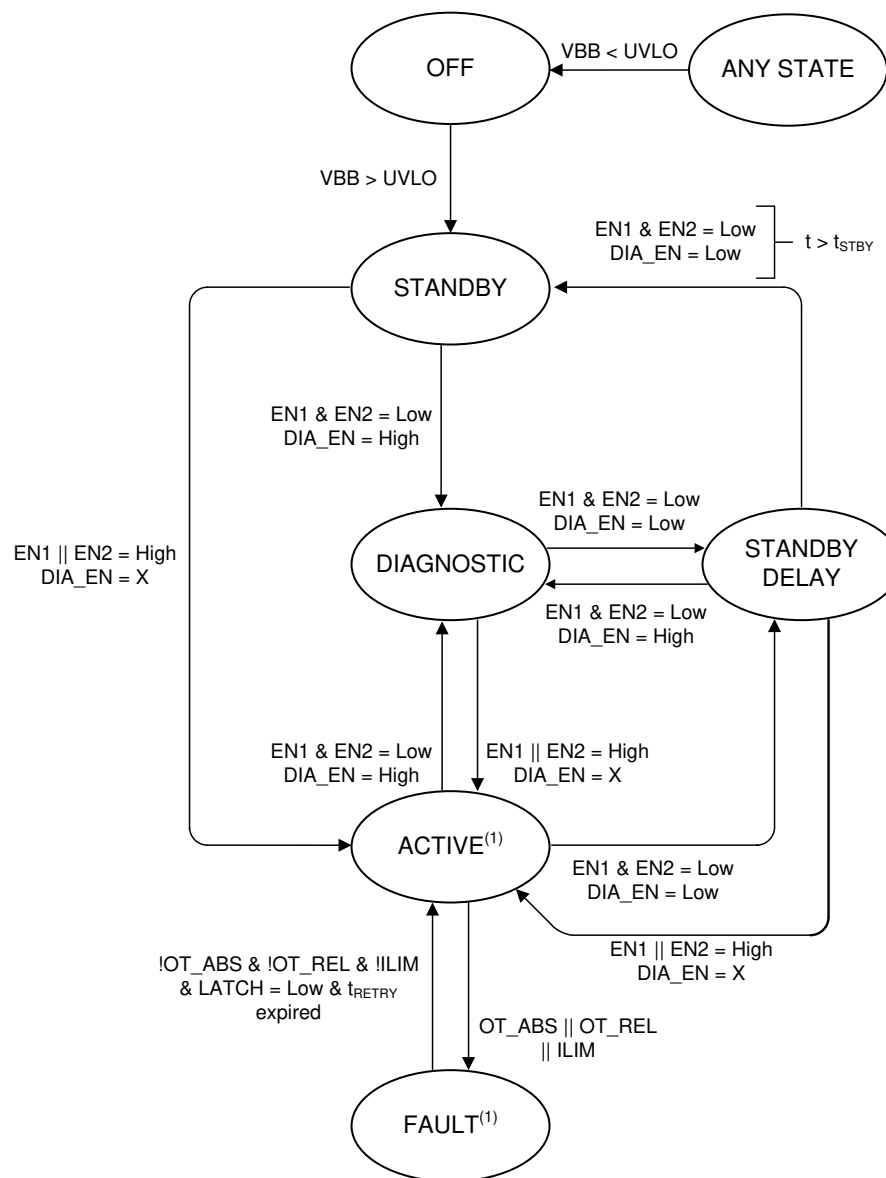 OFF
VBB < UVLO
ANY STATE
VBB > UVLO
EN1 & EN2 = Low
DIA_EN = Low
t > tSTBY
STANDBY
EN1 & EN2 = Low
DIA_EN = High
EN1 & EN2 = Low
DIA_EN = Low
EN1 || EN2 = High
DIA_EN = X
DIAGNOSTIC
STANDBY
DELAY
EN1 & EN2 = Low
DIA_EN = High
EN1 & EN2 = Low
DIA_EN = High
EN1 || EN2 = High
DIA_EN = X
ACTIVE(1)
EN1 & EN2 = Low
DIA_EN = Low
EN1 || EN2 = High
DIA_EN = X
!OT_ABS & !OT_REL & !ILIM
& LATCH = Low & tRETRY
expired
OT_ABS || OT_REL
|| ILIM
FAULT(1)